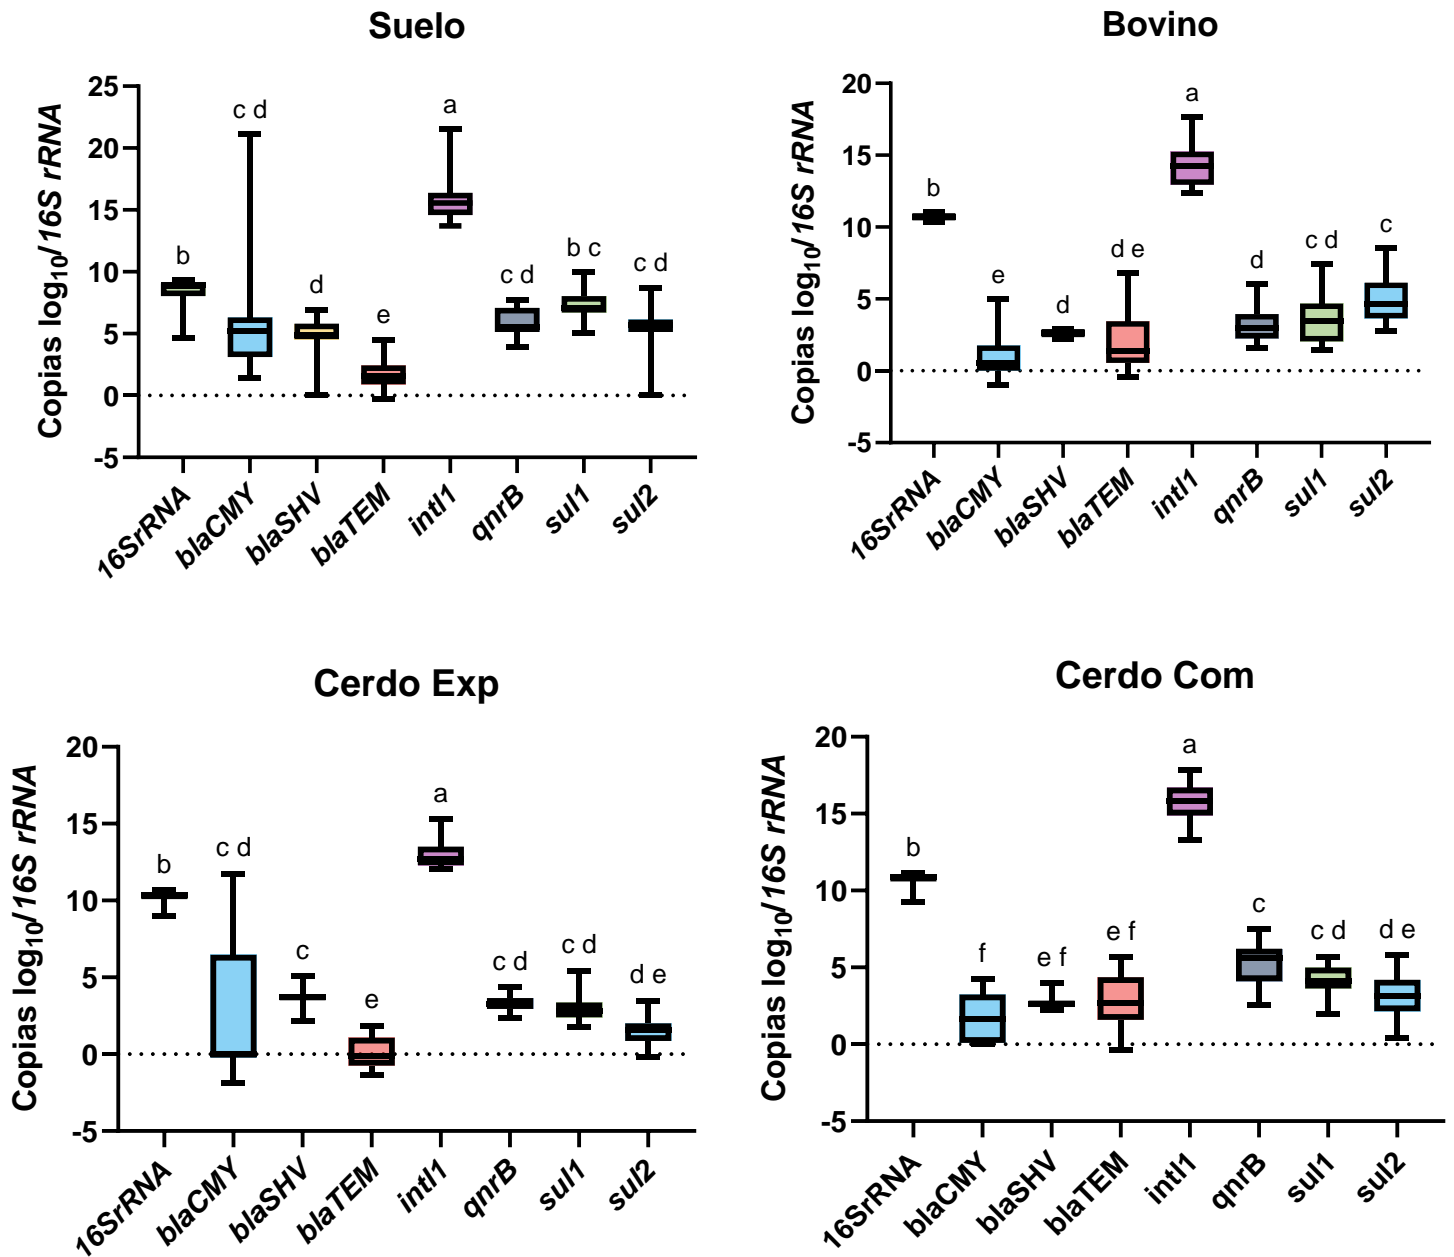 Suelo
Copias log10/16S rRNA
25
20
15
10
5
0
-5
b
c d
d
e
a
c d
b c
c d
16SrRNA
blaCMY
blaSHV
blaTEM
intI1
qnrB
sul1
sul2
Bovino
Copias log10/16S rRNA
20
15
10
5
0
-5
b
e
d
d e
a
d
c d
c
16SrRNA
blaCMY
blaSHV
blaTEM
intI1
qnrB
sul1
sul2
Cerdo Exp
Copias log10/16S rRNA
20
15
10
5
0
-5
b
c d
c
e
a
c d
c d
d e
16SrRNA
blaCMY
blaSHV
blaTEM
intI1
qnrB
sul1
sul2
Cerdo Com
Copias log10/16S rRNA
20
15
10
5
0
-5
b
f
e f
e f
a
c
c d
d e
16SrRNA
blaCMY
blaSHV
blaTEM
intI1
qnrB
sul1
sul2